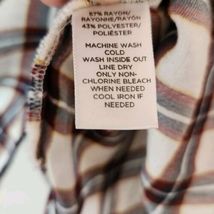 57% RAYON/
RAYONNE/RAYÓN
43% POLYESTER/
POLIÉSTER
MACHINE WASH
COLD
WASH INSIDE OUT
LINE DRY
ONLY NON-
CHLORINE BLEACH
WHEN NEEDED
COOL IRON IF
NEEDED